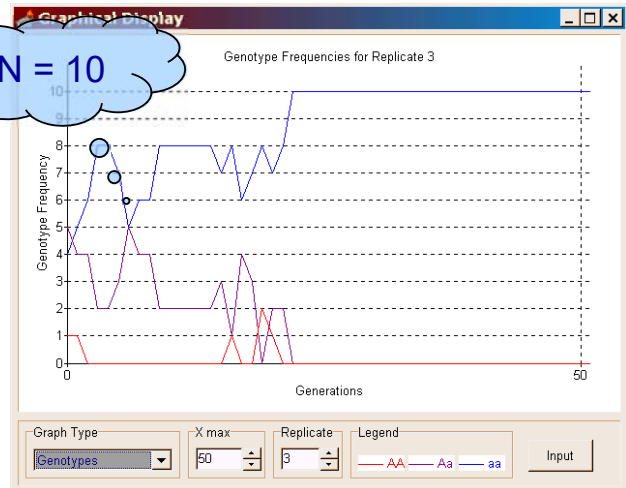 Graphical Display
N = 10
Genotype Frequencies for Replicate 3
10
9
8
7
6
5
4
3
2
1
0
Genotype Frequency
0
50
Generations
Graph Type
X max
Replicate
Legend
Genotypes
50
3
AA Aa aa
Input